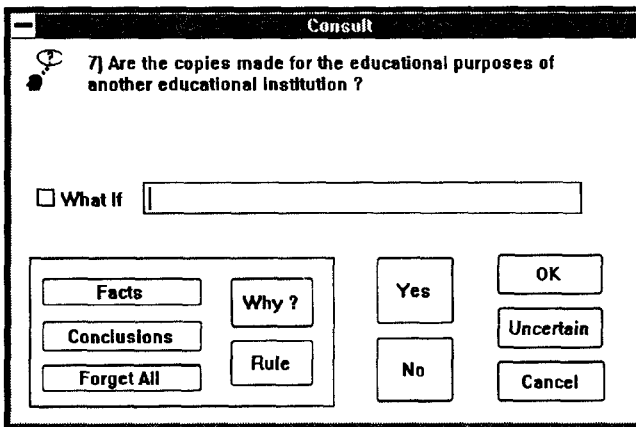 Consult
?
7) Are the copies made for the educational purposes of
another educational institution ?
What If
Facts
Conclusions
Forget All
Why ?
Rule
Yes
No
OK
Uncertain
Cancel